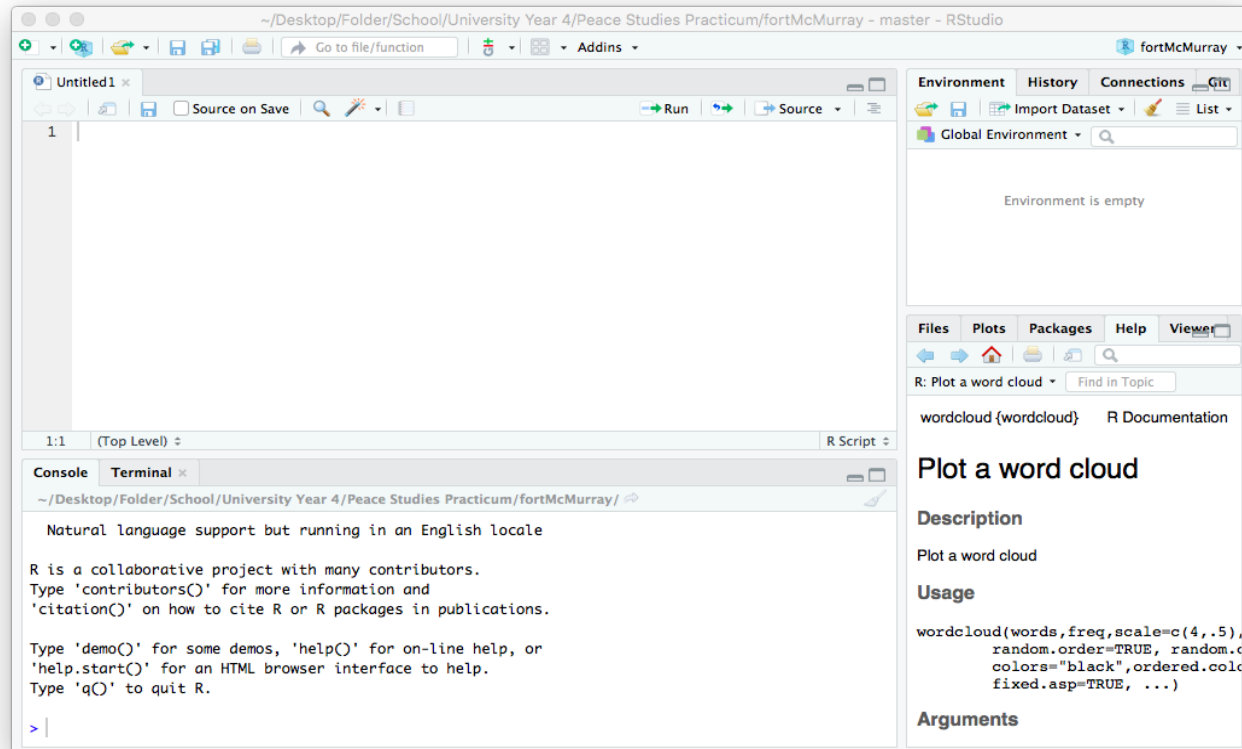 ~/Desktop/Folder/School/University Year 4/Peace Studies Practicum/fortMcMurray - master - RStudio
Go to file/function
Addins
fortMcMurray
Untitled1
Source on Save
Run
Source
1
1:1 (Top Level)
R Script
Console Terminal
~/Desktop/Folder/School/University Year 4/Peace Studies Practicum/fortMcMurray/
Natural language support but running in an English locale
R is a collaborative project with many contributors.
Type 'contributors()' for more information and
'citation()' on how to cite R or R packages in publications.
Type 'demo()' for some demos, 'help()' for on-line help, or
'help.start()' for an HTML browser interface to help.
Type 'q()' to quit R.
>
Environment History Connections Git
Import Dataset List
Global Environment
Environment is empty
Files Plots Packages Help Viewer
R: Plot a word cloud Find in Topic
wordcloud {wordcloud} R Documentation
Plot a word cloud
Description
Plot a word cloud
Usage
wordcloud(words,freq,scale=c(4,.5),
random.order=TRUE, random.c
colors="black",ordered.colo
fixed.asp=TRUE, ...)
Arguments